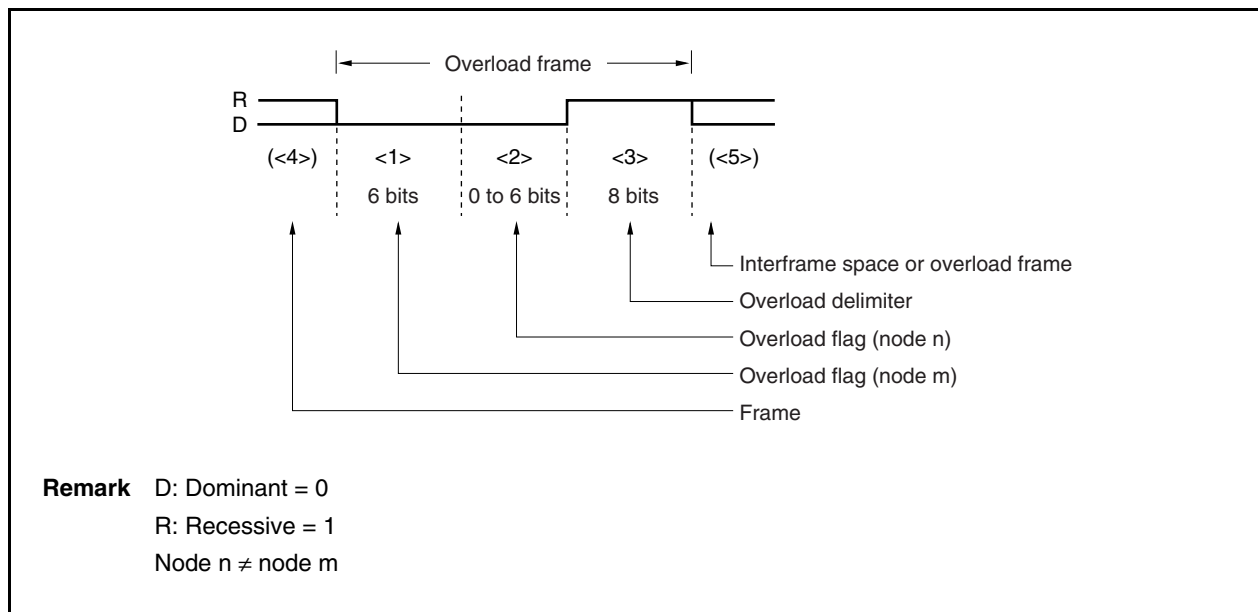 Overload frame
R
D
(<4>) <1> <2> <3> (<5>)
6 bits 0 to 6 bits 8 bits
Interframe space or overload frame
Overload delimiter
Overload flag (node n)
Overload flag (node m)
Frame
Remark D: Dominant = 0
R: Recessive = 1
Node n ≠ node m